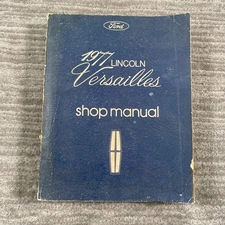 Ford
1977 LINCOLN
Versailles
shop manual